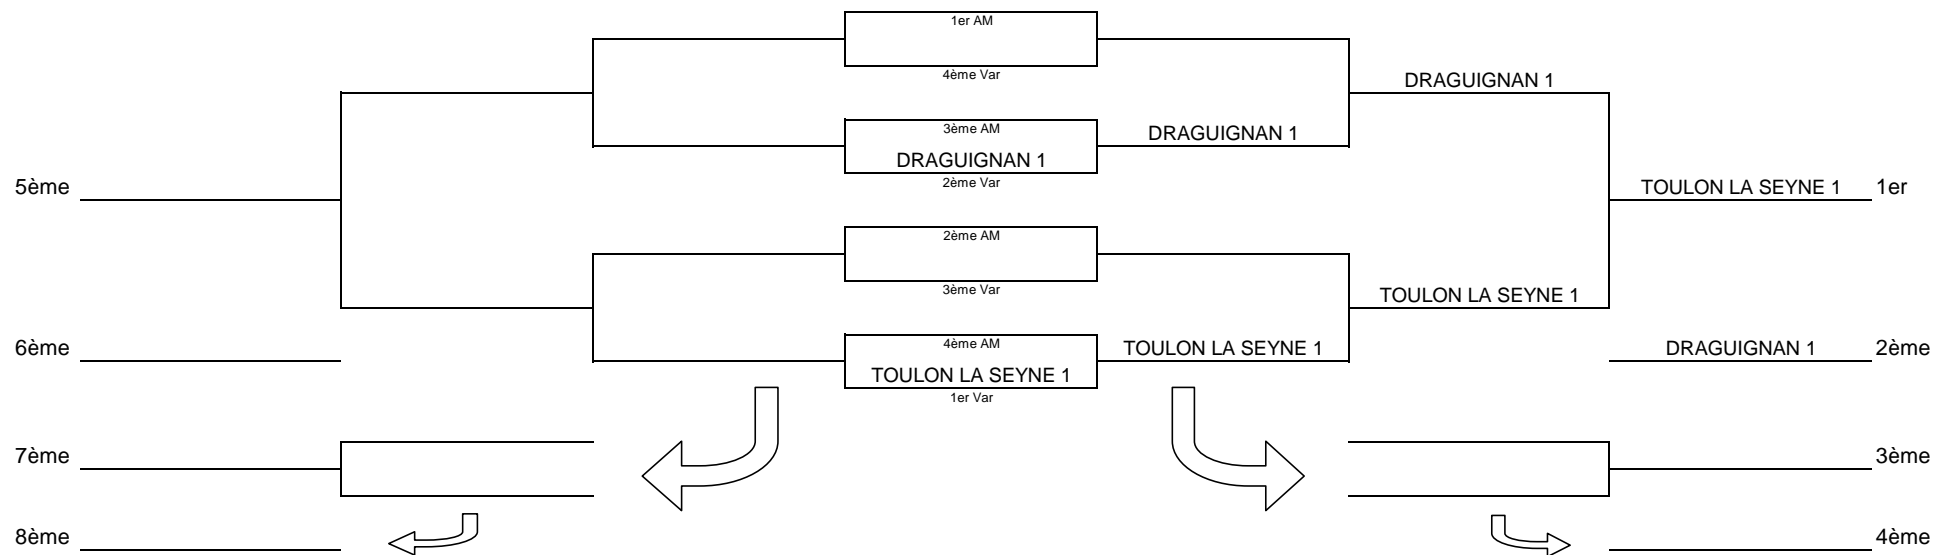 1er AM
4ème Var
DRAGUIGNAN 1
3ème AM
DRAGUIGNAN 1
DRAGUIGNAN 1
2ème Var
5ème
TOULON LA SEYNE 1 1er
2ème AM
3ème Var
TOULON LA SEYNE 1
4ème AM
6ème
TOULON LA SEYNE 1
DRAGUIGNAN 1 2ème
TOULON LA SEYNE 1
1er Var
7ème
3ème
8ème
4ème